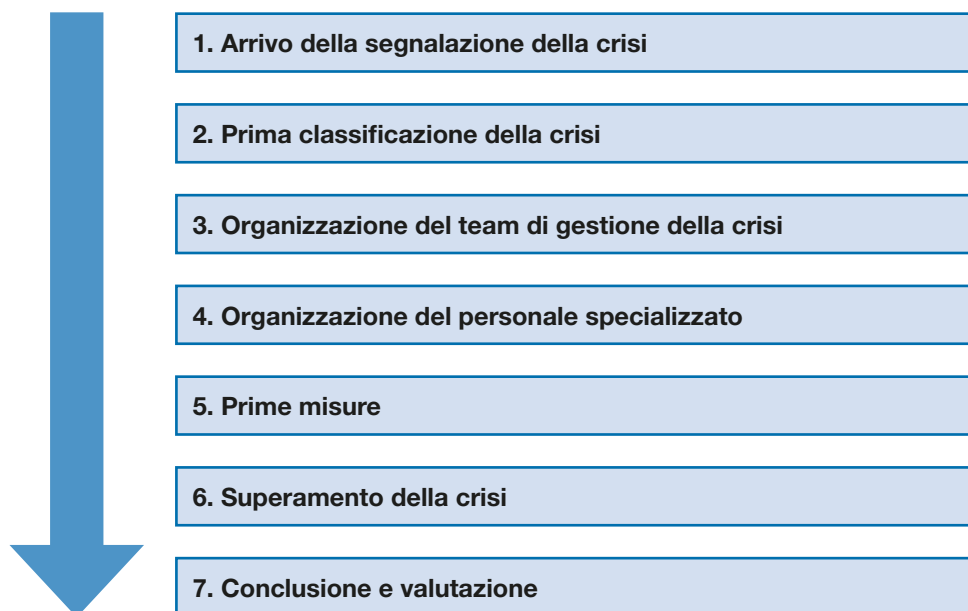 1. Arrivo della segnalazione della crisi
2. Prima classificazione della crisi
3. Organizzazione del team di gestione della crisi
4. Organizzazione del personale specializzato
5. Prime misure
6. Superamento della crisi
7. Conclusione e valutazione